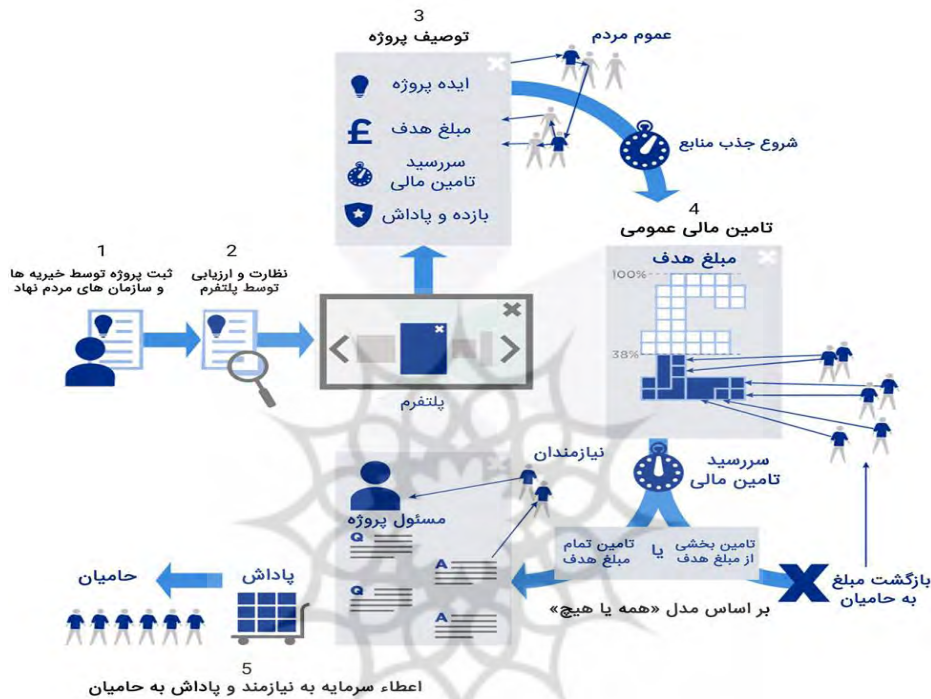 1
ثبت پروژه توسط خیریه ها
و سازمان های مردم نهاد
2
نظارت و ارزیابی
توسط پلتفرم
پلتفرم
3
توصیف پروژه
ایده پروژه
£
مبلغ هدف
سررسید
تامین مالی
بازده و پاداش
عموم مردم
شروع جذب منابع
4
تامین مالی عمومی
مبلغ هدف
100%
38%
سررسید
تامین مالی
تامین بخشی
از مبلغ هدف
یا
تامین تمام
مبلغ هدف
بر اساس مدل «همه یا هیچ»
بازگشت مبلغ
به حامیان
نیازمندان
مسئول پروژه
Q
A
Q
A
پاداش
حامیان
5
اعطاء سرمایه به نیازمند و پاداش به حامیان